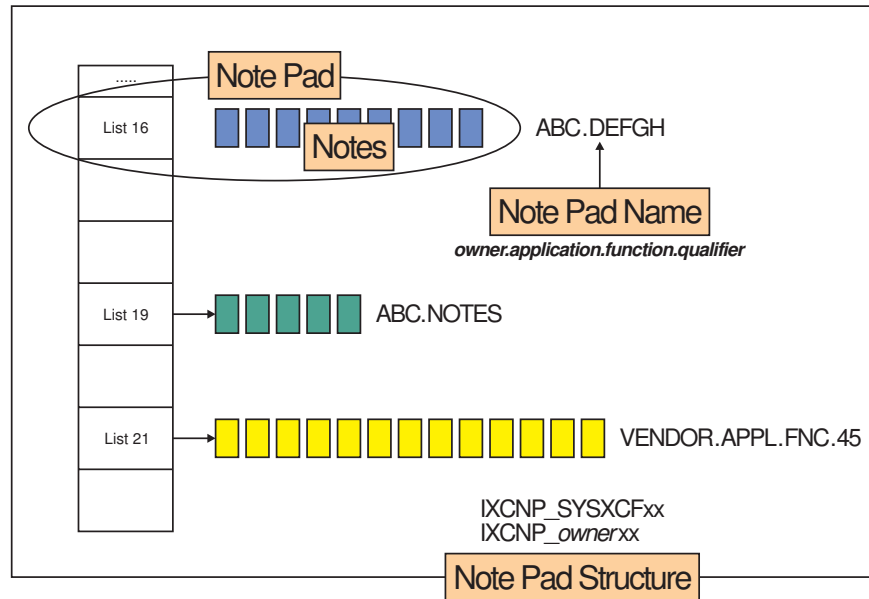 .....
Note Pad
List 16
Notes
ABC.DEFGH
Note Pad Name
owner.application.function.qualifier
List 19
ABC.NOTES
List 21
VENDOR.APPL.FNC.45
IXCNP_SYSXCFxx
IXCNP_ownerxx
Note Pad Structure